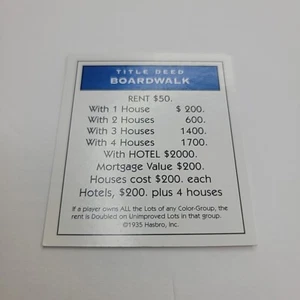 TITLE DEED
BOARDWALK
RENT $50.
With 1 House $ 200.
With 2 Houses 600.
With 3 Houses 1400.
With 4 Houses 1700.
With HOTEL $2000.
Mortgage Value $200.
Houses cost $200. each
Hotels, $200. plus 4 houses
If a player owns ALL the Lots of any Color-Group, the
rent is Doubled on Unimproved Lots in that group.
©1935 Hasbro, Inc.